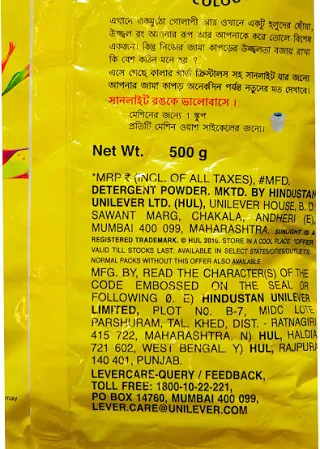 COLOU
এখানে একমুঠো গোলাপী আর ওখানে একটু হলুদের ছোঁয়া,
উজ্জ্বল রং আপনার রূপ আর আপনাকে করে তোলে বিশেষ
একজন। কিন্তু নিজের জামা কাপড়ের উজ্জ্বলতা বজায় রাখা
কি বেশ কঠিন মনে হয় ?
এসে গেছে, কালার গার্ড ক্রিস্টালস সহ সানলাইট যার জন্যে
আপনার জামা কাপড় অনেকদিন পর্যন্ত নতুনের মত দেখাবে।
সানলাইট রঙকে ভালোবাসে ।
মেশিনের জন্যে 1 স্কুপ
প্রতিটি মেশিন ওয়াশ সাইকেলের জন্যে।
Net Wt. 500 g
*MRP ₹ (INCL. OF ALL TAXES), #MFD.
DETERGENT POWDER. MKTD. BY HINDUSTAN
UNILEVER LTD. (HUL), UNILEVER HOUSE, B. D.
SAWANT MARG, CHAKALA, ANDHERI (E),
MUMBAI 400 099, MAHARASHTRA. SUNLIGHT IS A
REGISTERED TRADEMARK. © HUL 2010. STORE IN A COOL PLACE. *OFFER
VALID TILL STOCKS LAST. AVAILABLE IN SELECT STATES/CITIES/OUTLETS.
NORMAL PACKS WITHOUT THIS OFFER ALSO AVAILABLE.
MFG. BY, READ THE CHARACTER(S) OF THE
CODE EMBOSSED ON THE SEAL OR
FOLLOWING Ø. E) HINDUSTAN UNILEVER
LIMITED, PLOT NO. B-7, MIDC LOTE
PARSHURAM, TAL. KHED, DIST. - RATNAGIRI
415 722, MAHARASHTRA. N) HUL, HALDIA
721 602, WEST BENGAL. Y) HUL, RAJPURA
140 401, PUNJAB.
LEVERCARE-QUERY / FEEDBACK,
TOLL FREE: 1800-10-22-221,
PO BOX 14760, MUMBAI 400 099,
LEVER.CARE@UNILEVER.COM
may